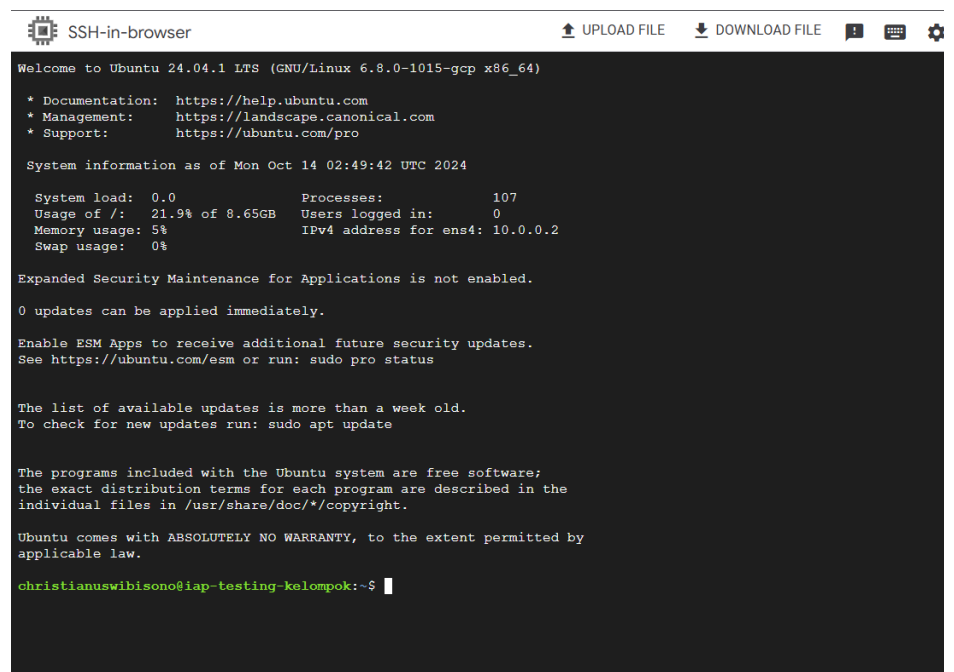 SSH-in-browser UPLOAD FILE DOWNLOAD FILE
Welcome to Ubuntu 24.04.1 LTS (GNU/Linux 6.8.0-1015-gcp x86_64)
* Documentation: https://help.ubuntu.com
* Management: https://landscape.canonical.com
* Support: https://ubuntu.com/pro
System information as of Mon Oct 14 02:49:42 UTC 2024
System load: 0.0 Processes: 107
Usage of /: 21.9% of 8.65GB Users logged in: 0
Memory usage: 5% IPv4 address for ens4: 10.0.0.2
Swap usage: 0%
Expanded Security Maintenance for Applications is not enabled.
0 updates can be applied immediately.
Enable ESM Apps to receive additional future security updates.
See https://ubuntu.com/esm or run: sudo pro status
The list of available updates is more than a week old.
To check for new updates run: sudo apt update
The programs included with the Ubuntu system are free software;
the exact distribution terms for each program are described in the
individual files in /usr/share/doc/*/copyright.
Ubuntu comes with ABSOLUTELY NO WARRANTY, to the extent permitted by
applicable law.
christianuswibisono@iap-testing-kelompok:~$